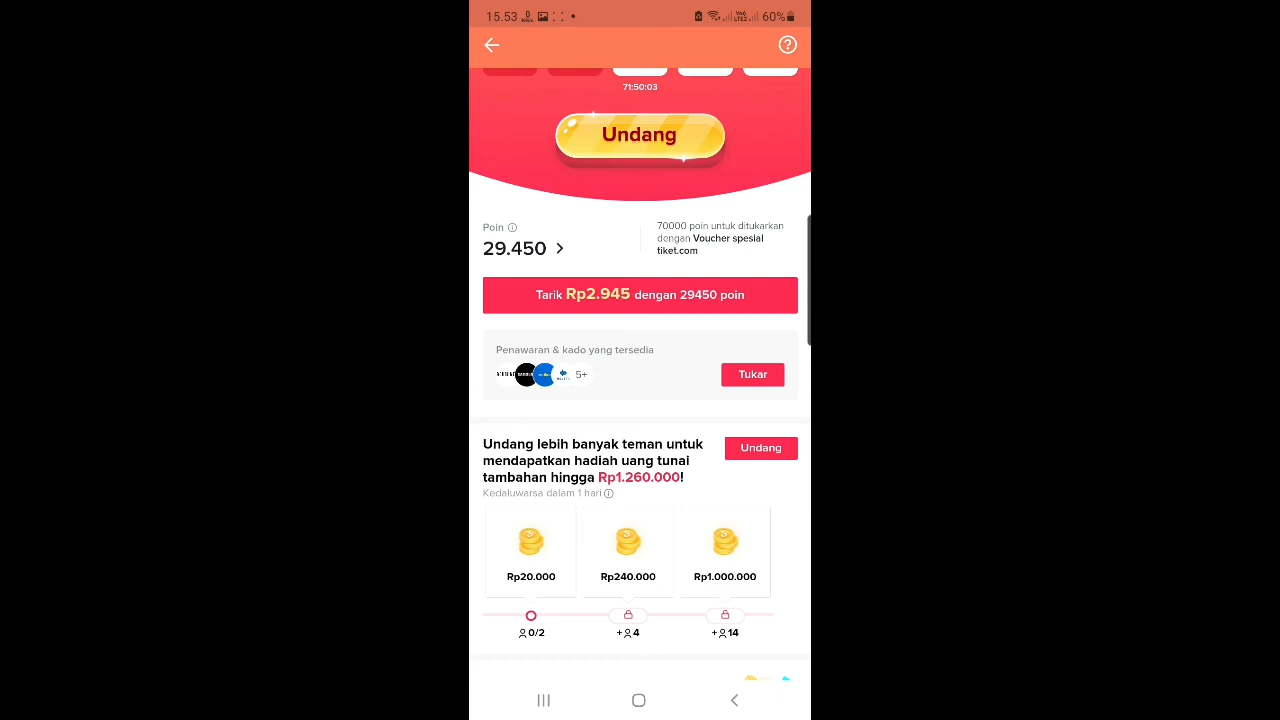 15.53 0 60%
71:50:03
Undang
Poin
29.450
70000 poin untuk ditukarkan
dengan Voucher spesial
tiket.com
Tarik Rp2.945 dengan 29450 poin
Penawaran & kado yang tersedia
5+
Tukar
Undang lebih banyak teman untuk
mendapatkan hadiah uang tunai
tambahan hingga Rp1.260.000!
Undang
Kedaluwarsa dalam 1 hari
Rp20.000 Rp240.000 Rp1.000.000
0/2 +4 +14